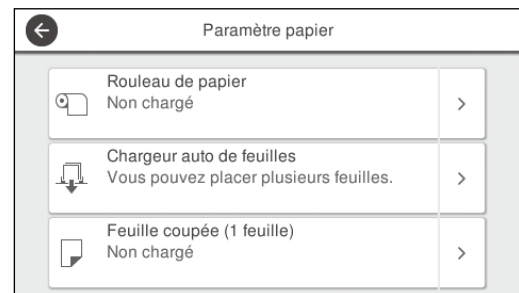 Paramètre papier
Rouleau de papier
Non chargé
Chargeur auto de feuilles
Vous pouvez placer plusieurs feuilles.
Feuille coupée (1 feuille)
Non chargé